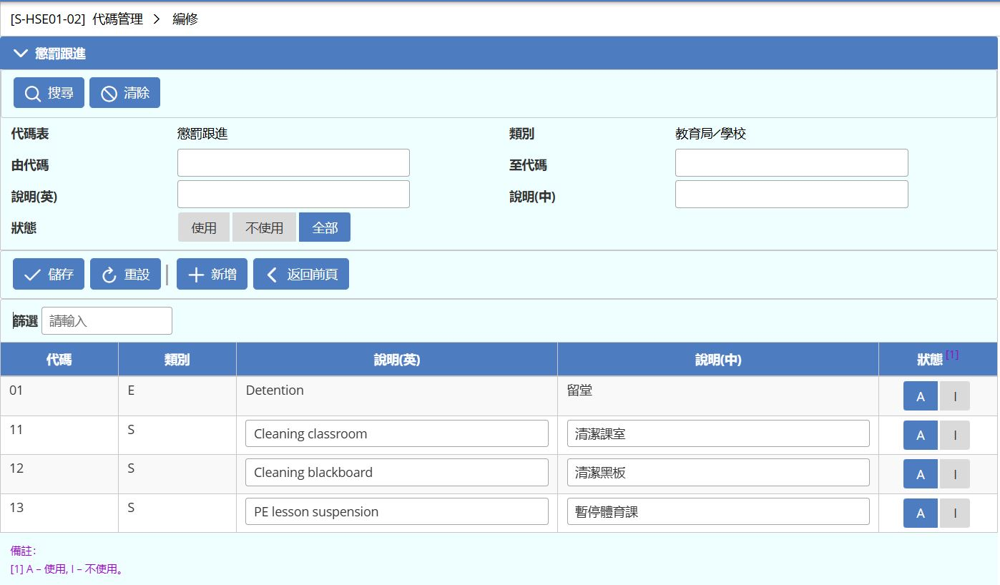 [S-HSE01-02] 代碼管理 > 編修
懲罰跟進
搜尋 清除
代碼表 懲罰跟進 類別 教育局/學校
由代碼 至代碼
說明(英) 說明(中)
狀態 使用 不使用 全部
儲存 重設 | 新增 返回前頁
篩選 請輸入
代碼 類別 說明(英) 說明(中) 狀態 [1]
01 E Detention 留堂 A I
11 S Cleaning classroom 清潔課室 A I
12 S Cleaning blackboard 清潔黑板 A I
13 S PE lesson suspension 暫停體育課 A I
備註:
[1] A – 使用, I – 不使用。